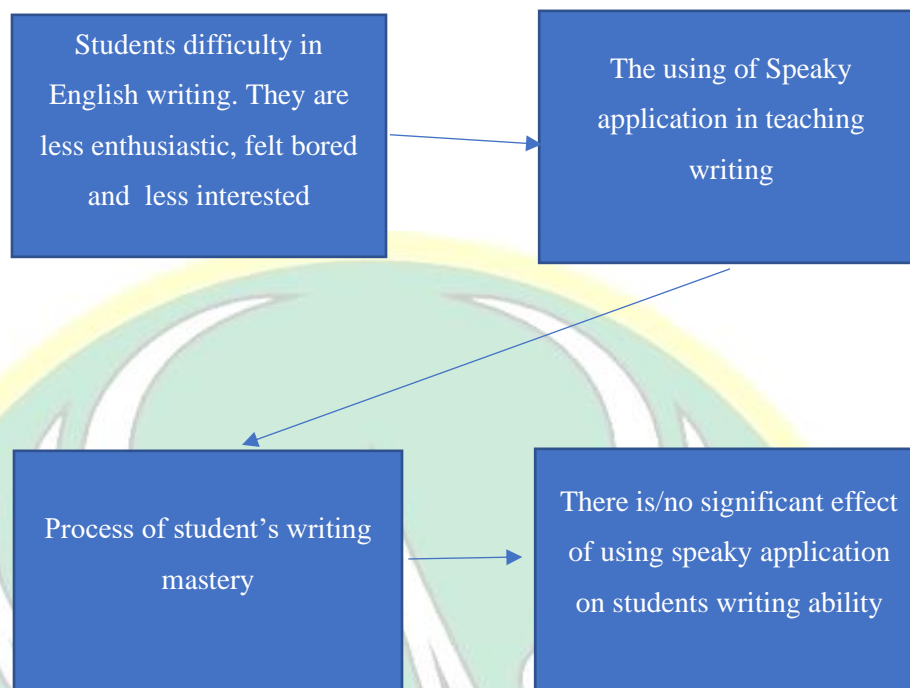 Students difficulty in
English writing. They are
less enthusiastic, felt bored
and less interested
The using of Speaky
application in teaching
writing
Process of student’s writing
mastery
There is/no significant effect
of using speaky application
on students writing ability